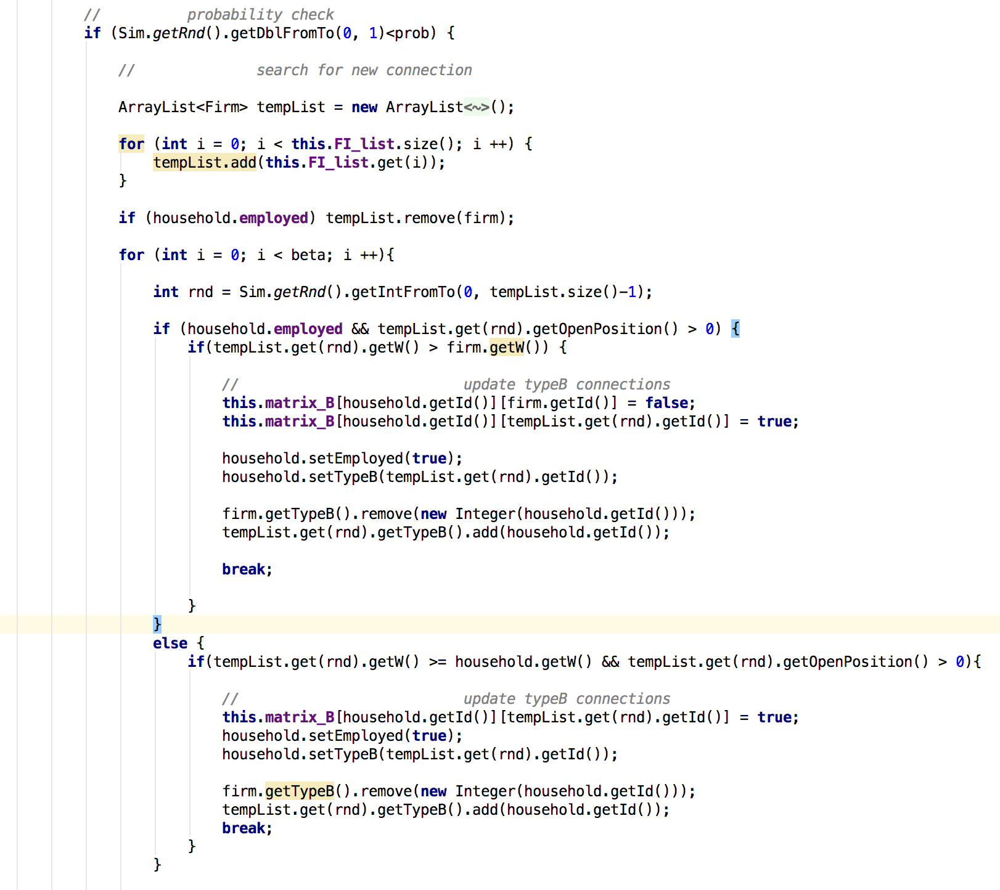 //          probability check
if (Sim.getRnd().getDblFromTo(0, 1)<prob) {
//              search for new connection
ArrayList<Firm> tempList = new ArrayList<~>();
for (int i = 0; i < this.FI_list.size(); i ++) {
tempList.add(this.FI_list.get(i));
}
if (household.employed) tempList.remove(firm);
for (int i = 0; i < beta; i ++){
int rnd = Sim.getRnd().getIntFromTo(0, tempList.size()-1);
if (household.employed && tempList.get(rnd).getOpenPosition() > 0) {
if(tempList.get(rnd).getW() > firm.getW()) {
//                          update typeB connections
this.matrix_B[household.getId()][firm.getId()] = false;
this.matrix_B[household.getId()][tempList.get(rnd).getId()] = true;
household.setEmployed(true);
household.setTypeB(tempList.get(rnd).getId());
firm.getTypeB().remove(new Integer(household.getId()));
tempList.get(rnd).getTypeB().add(household.getId());
break;
}
}
else {
if(tempList.get(rnd).getW() >= household.getW() && tempList.get(rnd).getOpenPosition() > 0){
//                          update typeB connections
this.matrix_B[household.getId()][tempList.get(rnd).getId()] = true;
household.setEmployed(true);
household.setTypeB(tempList.get(rnd).getId());
firm.getTypeB().remove(new Integer(household.getId()));
tempList.get(rnd).getTypeB().add(household.getId());
break;
}
}